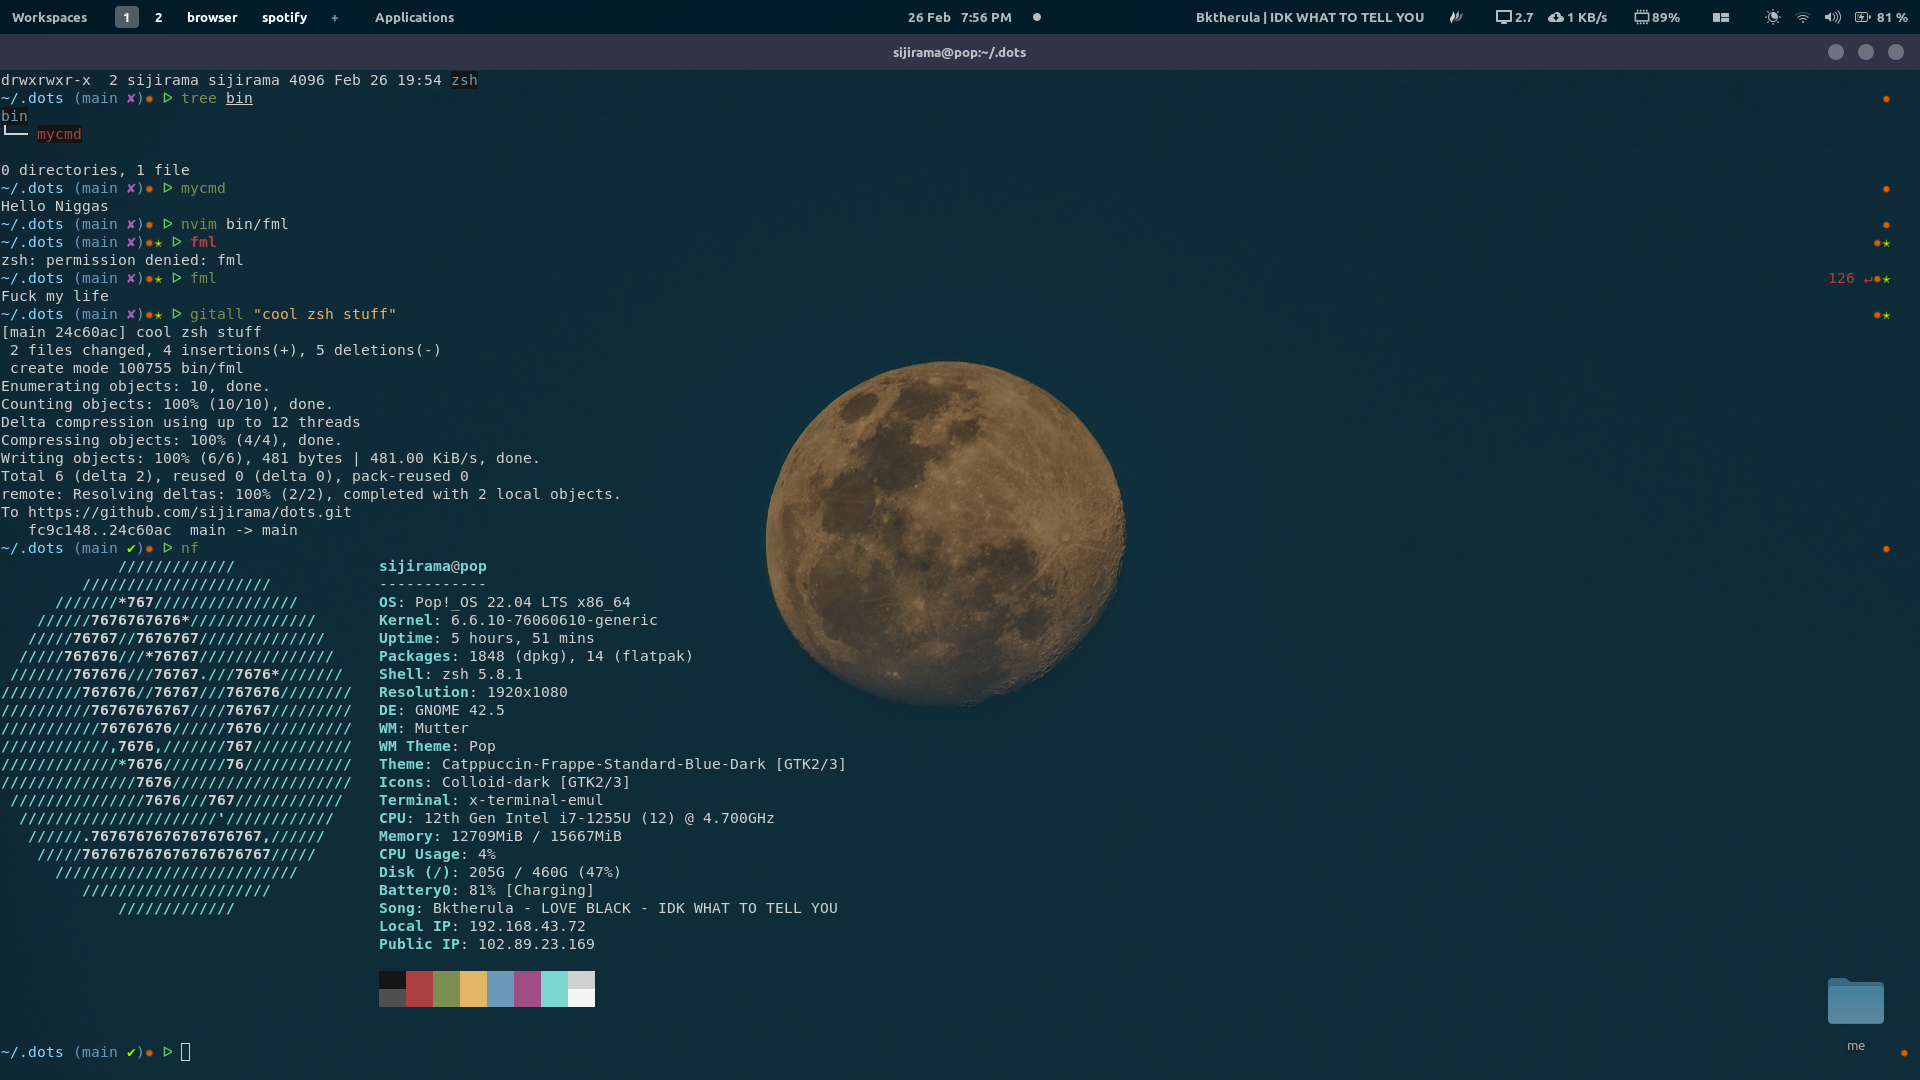 Workspaces 1 2 browser spotify + Applications 26 Feb 7:56 PM Bktherula | IDK WHAT TO TELL YOU 2.7 1 KB/s 89% 81 %
sijirama@pop:~/.dots
drwxrwxr-x  2 sijirama sijirama 4096 Feb 26 19:54 zsh
~/.dots (main ✘)● ▷ tree bin
bin
└── mycmd
0 directories, 1 file
~/.dots (main ✘)● ▷ mycmd
Hello Niggas
~/.dots (main ✘)● ▷ nvim bin/fml
~/.dots (main ✘)●★ ▷ fml
zsh: permission denied: fml
~/.dots (main ✘)●★ ▷ fml 126 ↵●★
Fuck my life
~/.dots (main ✘)●★ ▷ gitall "cool zsh stuff"
[main 24c60ac] cool zsh stuff
 2 files changed, 4 insertions(+), 5 deletions(-)
 create mode 100755 bin/fml
Enumerating objects: 10, done.
Counting objects: 100% (10/10), done.
Delta compression using up to 12 threads
Compressing objects: 100% (4/4), done.
Writing objects: 100% (6/6), 481 bytes | 481.00 KiB/s, done.
Total 6 (delta 2), reused 0 (delta 0), pack-reused 0
remote: Resolving deltas: 100% (2/2), completed with 2 local objects.
To https://github.com/sijirama/dots.git
   fc9c148..24c60ac  main -> main
~/.dots (main ✔)● ▷ nf
             /////////////                sijirama@pop
         /////////////////////            ------------
      ///////*767////////////////         OS: Pop!_OS 22.04 LTS x86_64
    //////7676767676*//////////////       Kernel: 6.6.10-76060610-generic
   /////76767//7676767//////////////      Uptime: 5 hours, 51 mins
  /////767676///*76767///////////////     Packages: 1848 (dpkg), 14 (flatpak)
 ///////767676///76767.///7676*///////    Shell: zsh 5.8.1
/////////767676//76767///767676////////   Resolution: 1920x1080
//////////76767676767////76767/////////   DE: GNOME 42.5
///////////76767676//////7676//////////   WM: Mutter
////////////,7676,///////767///////////   WM Theme: Pop
/////////////*7676///////76////////////   Theme: Catppuccin-Frappe-Standard-Blue-Dark [GTK2/3]
///////////////7676////////////////////   Icons: Colloid-dark [GTK2/3]
 ///////////////7676///767////////////    Terminal: x-terminal-emul
  //////////////////////'////////////     CPU: 12th Gen Intel i7-1255U (12) @ 4.700GHz
   //////.7676767676767676767,//////      Memory: 12709MiB / 15667MiB
    /////767676767676767676767/////       CPU Usage: 4%
      ///////////////////////////         Disk (/): 205G / 460G (47%)
         /////////////////////            Battery0: 81% [Charging]
             /////////////                Song: Bktherula - LOVE BLACK - IDK WHAT TO TELL YOU
Local IP: 192.168.43.72
Public IP: 102.89.23.169
me
~/.dots (main ✔)● ▷